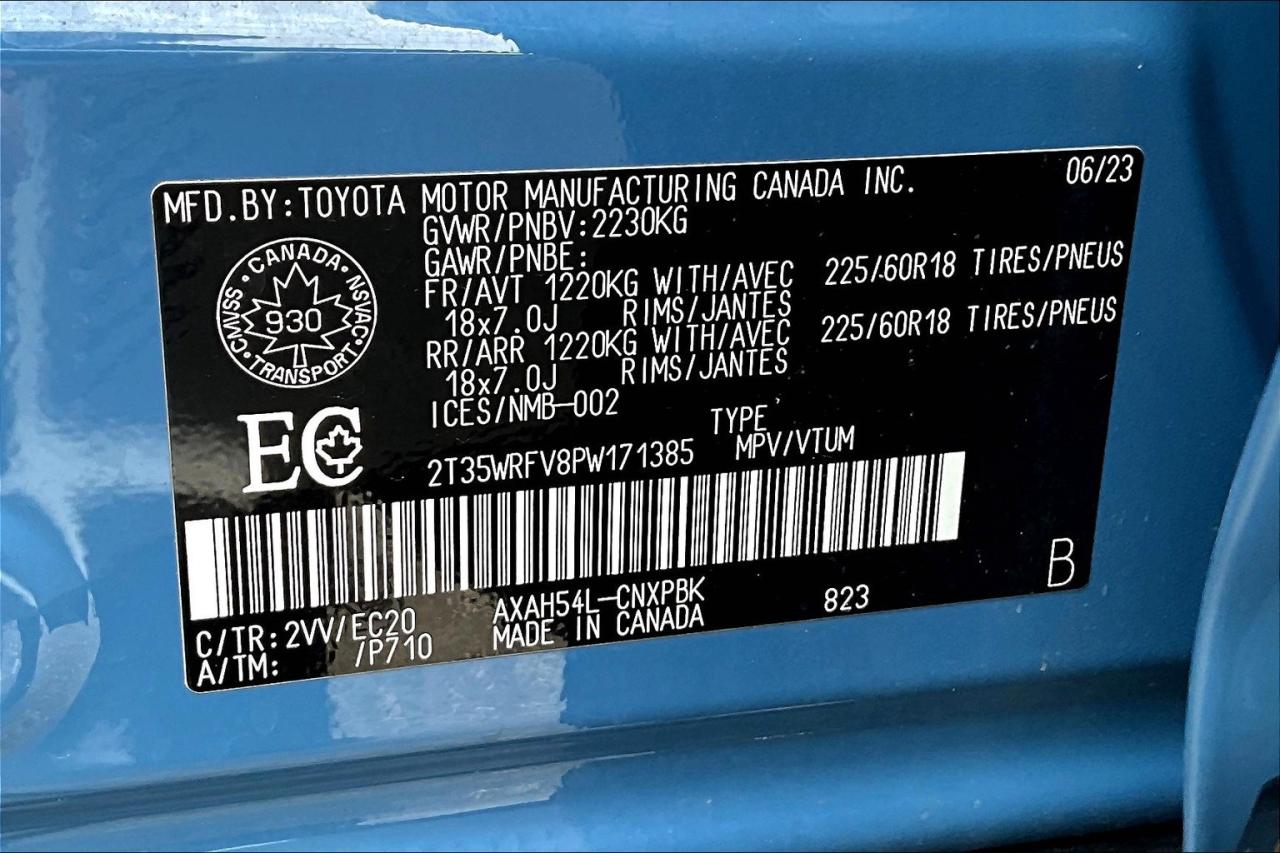 MFD.BY:TOYOTA MOTOR MANUFACTURING CANADA INC. 06/23
GVWR/PNBV:2230KG
GAWR/PNBE:
FR/AVT 1220KG WITH/AVEC 225/60R18 TIRES/PNEUS
18x7.0J RIMS/JANTES
RR/ARR 1220KG WITH/AVEC 225/60R18 TIRES/PNEUS
18x7.0J RIMS/JANTES
ICES/NMB-002
CANADA
CMVSS 930 NSVAC
TRANSPORT
EC
TYPE
2T35WRFV8PW171385 MPV/VTUM
C/TR:2VV/EC20 AXAH54L-CNXPBK 823 B
A/TM: /P710 MADE IN CANADA